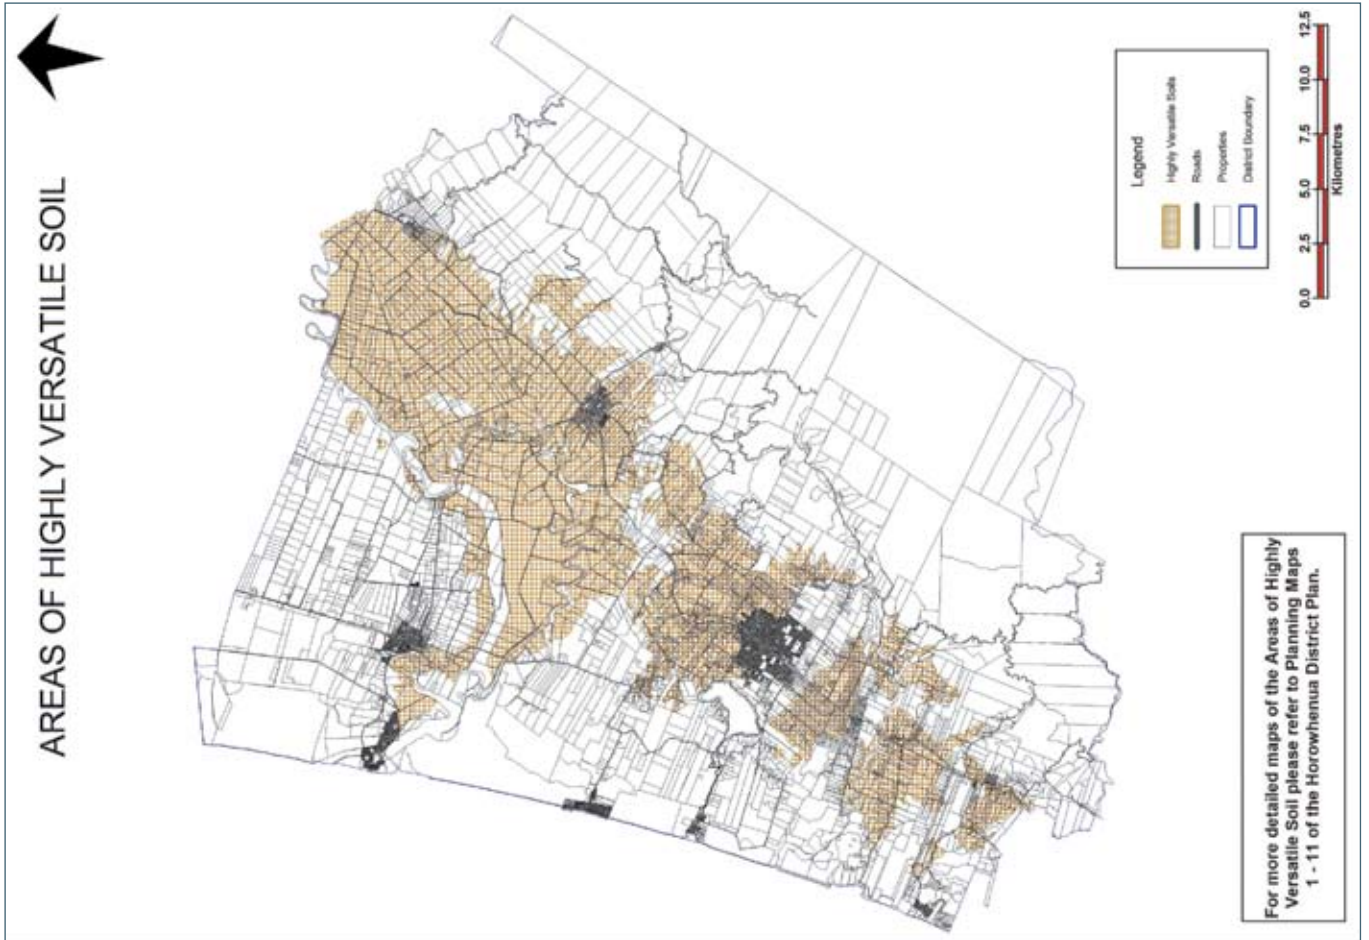 AREAS OF HIGHLY VERSATILE SOIL
Legend
Highly Versatile Soils
Roads
Properties
District Boundary
0.0 2.5 5.0 7.5 10.0 12.5
Kilometres
For more detailed maps of the Areas of Highly
Versatile Soil please refer to Planning Maps
1 - 11 of the Horowhenua District Plan.